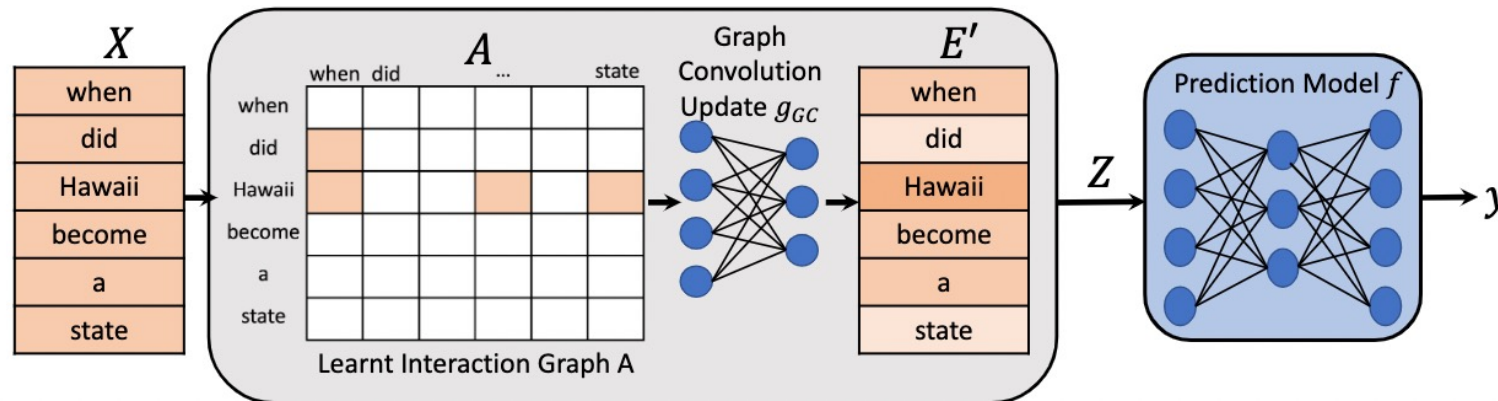 X
when
did
Hawaii
become
a
state
A
when did ... state
when
did
Hawaii
become
a
state
Learnt Interaction Graph A
Graph
Convolution
Update g_GC
E′
when
did
Hawaii
become
a
state
Z
Prediction Model f
y